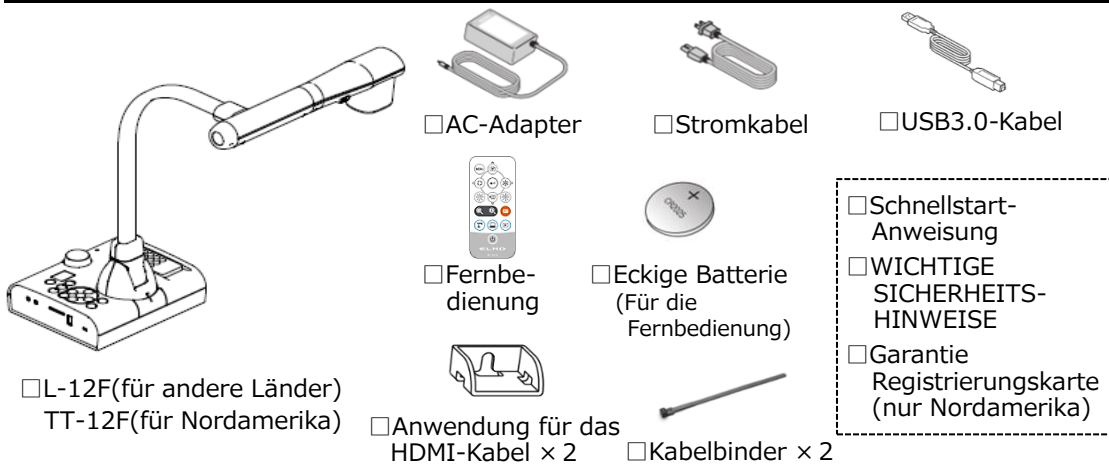 □AC-Adapter
□Stromkabel
□USB3.0-Kabel
□Fernbe-
dienung
CR2025
□Eckige Batterie
(Für die
Fernbedienung)
□Schnellstart-
Anweisung
□WICHTIGE
SICHERHEITS-
HINWEISE
□Garantie
Registrierungskarte
(nur Nordamerika)
□L-12F(für andere Länder)
TT-12F(für Nordamerika)
□Anwendung für das
HDMI-Kabel × 2
□Kabelbinder × 2
ELMO